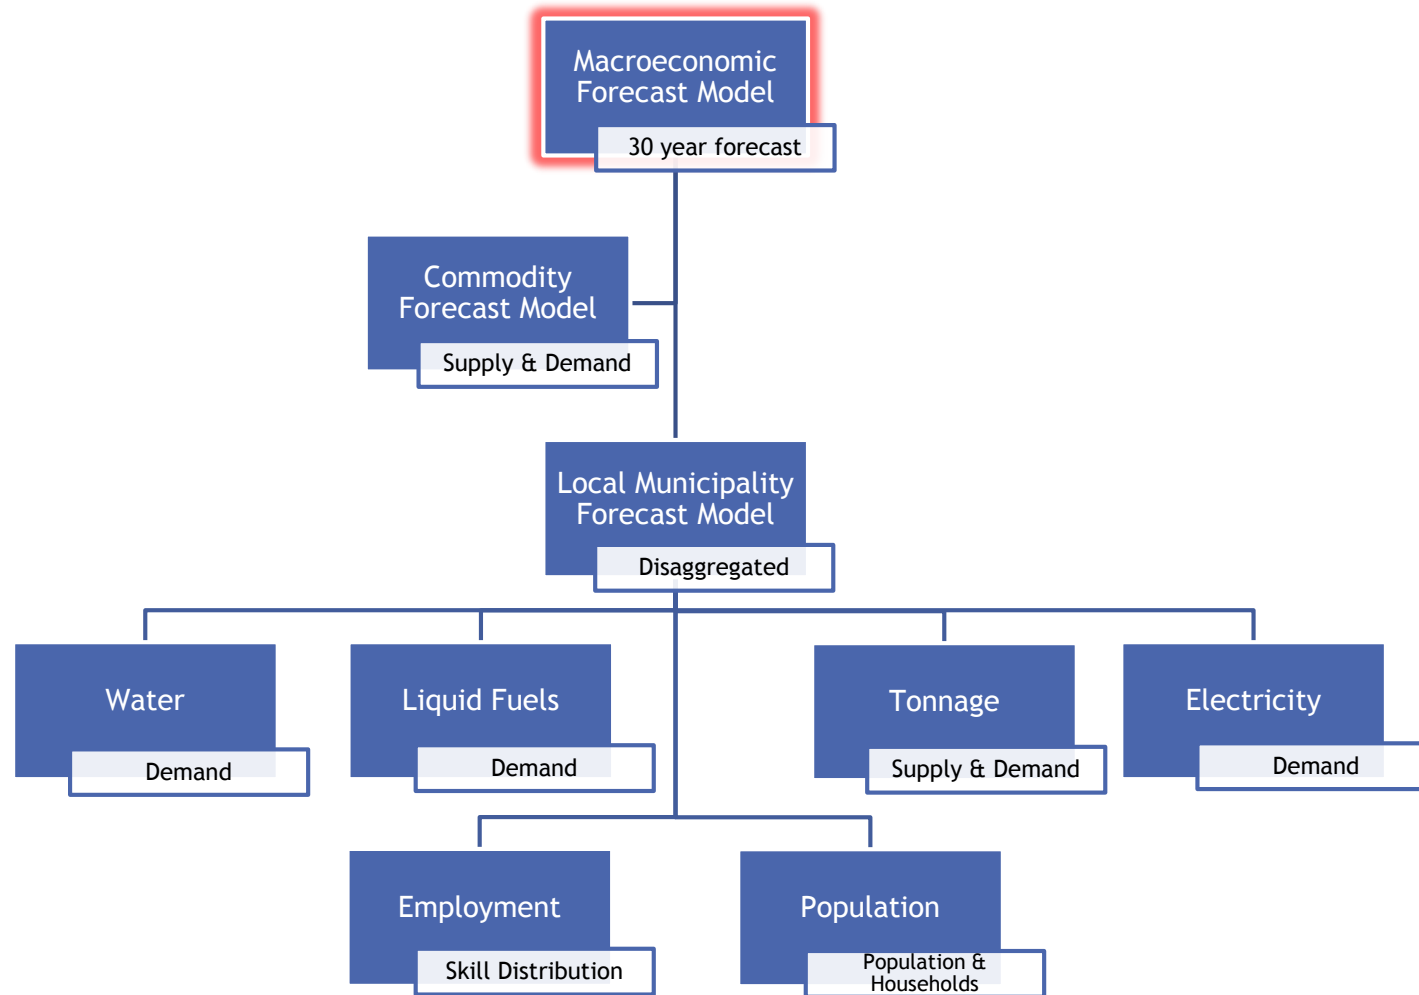 Macroeconomic
Forecast Model
30 year forecast
Commodity
Forecast Model
Supply & Demand
Local Municipality
Forecast Model
Disaggregated
Water
Demand
Liquid Fuels
Demand
Tonnage
Supply & Demand
Electricity
Demand
Employment
Skill Distribution
Population
Population &
Households